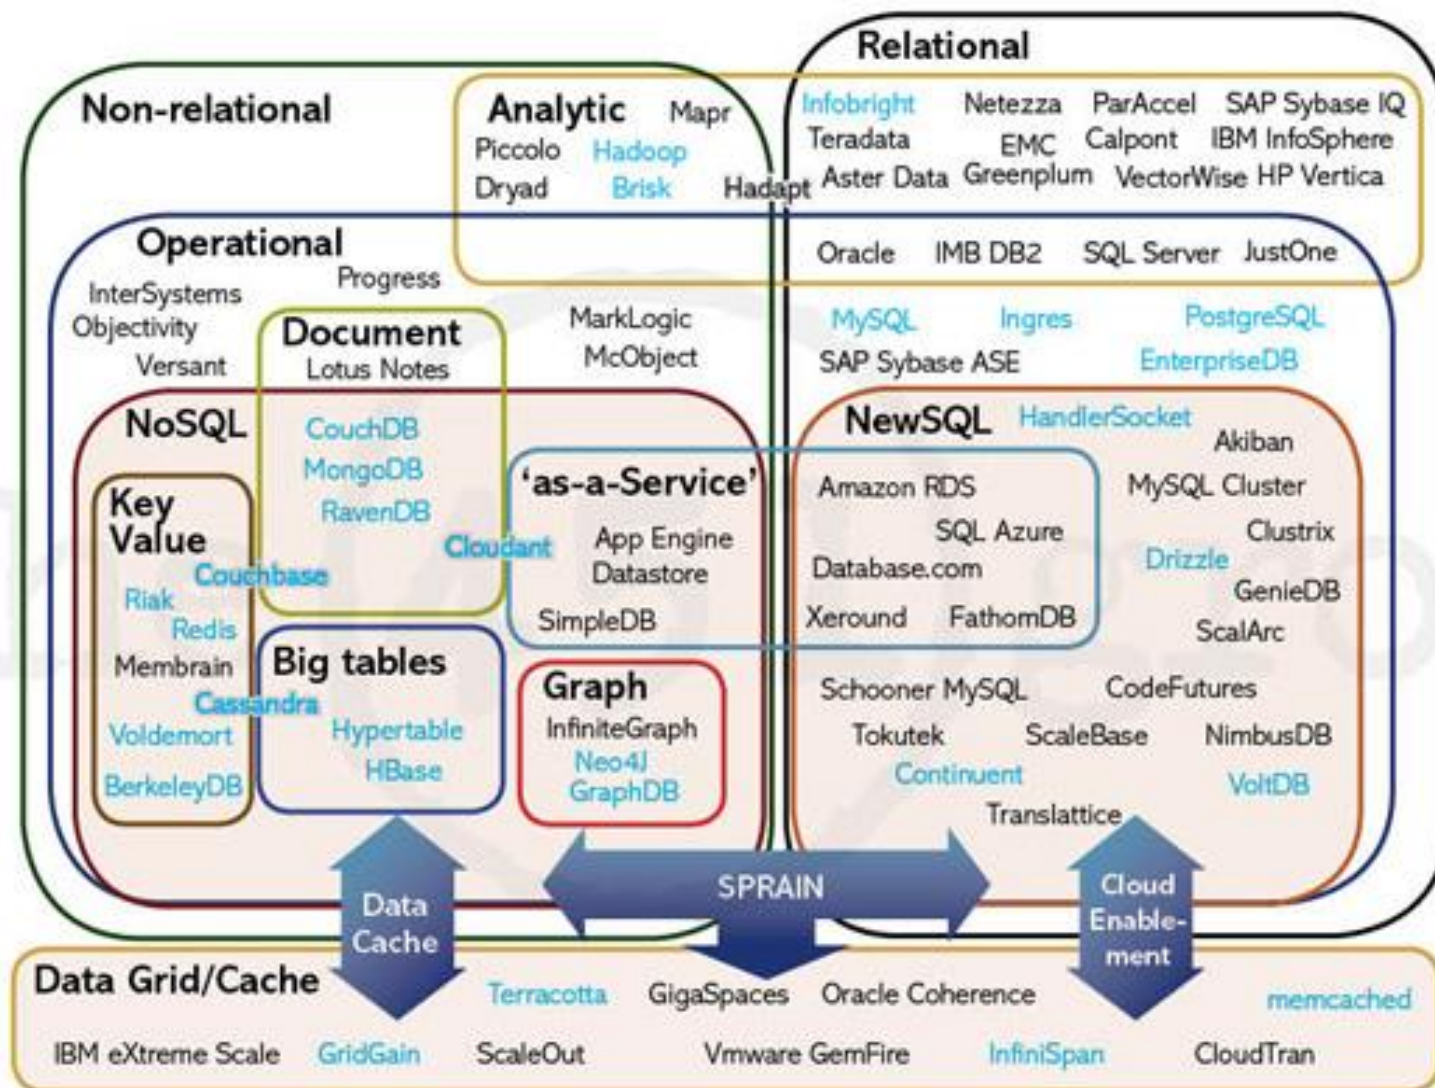 Relational
Non-relational
Analytic
Mapr
Piccolo
Hadoop
Dryad
Brisk
Hadapt
Infobright
Netezza
ParAccel
SAP Sybase IQ
Teradata
EMC
Greenplum
Calpont
IBM InfoSphere
Aster Data
VectorWise
HP Vertica
Operational
Oracle
IMB DB2
SQL Server
JustOne
InterSystems
Progress
Objectivity
Versant
Document
Lotus Notes
MarkLogic
McObject
MySQL
Ingres
PostgreSQL
SAP Sybase ASE
EnterpriseDB
NoSQL
CouchDB
MongoDB
RavenDB
Key
Value
Cloudant
Couchbase
Riak
Redis
Membrain
Cassandra
Voldemort
BerkeleyDB
Big tables
Hypertable
HBase
'as-a-Service'
App Engine
Datastore
SimpleDB
Graph
InfiniteGraph
Neo4J
GraphDB
NewSQL
HandlerSocket
Akiban
Amazon RDS
MySQL Cluster
SQL Azure
Clustrix
Database.com
Drizzle
GenieDB
Xeround
FathomDB
ScalArc
Schooner MySQL
CodeFutures
Tokutek
ScaleBase
NimbusDB
Continuent
VoltDB
Translattice
Data
Cache
SPRAIN
Cloud
Enable-
ment
Data Grid/Cache
Terracotta
GigaSpaces
Oracle Coherence
memcached
IBM eXtreme Scale
GridGain
ScaleOut
Vmware GemFire
InfiniSpan
CloudTran